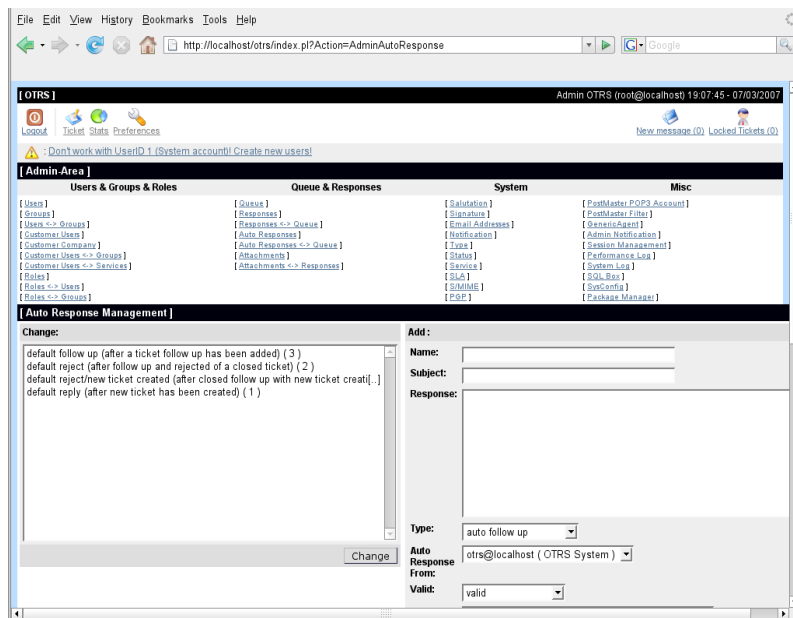 File Edit View History Bookmarks Tools Help
http://localhost/otrs/index.pl?Action=AdminAutoResponse
G Google
[ OTRS ] Admin OTRS (root@localhost) 19:07:45 - 07/03/2007
Logout Ticket Stats Preferences New message (0) Locked Tickets (0)
: Don't work with UserID 1 (System account)! Create new users!
[ Admin-Area ]
Users & Groups & Roles Queue & Responses System Misc
[ Users ] [ Queue ] [ Salutation ] [ PostMaster POP3 Account ]
[ Groups ] [ Responses ] [ Signature ] [ PostMaster Filter ]
[ Users <-> Groups ] [ Responses <-> Queue ] [ Email Addresses ] [ GenericAgent ]
[ Customer Users ] [ Auto Responses ] [ Notification ] [ Admin Notification ]
[ Customer Company ] [ Auto Responses <-> Queue ] [ Type ] [ Session Management ]
[ Customer Users <-> Groups ] [ Attachments ] [ Status ] [ Performance Log ]
[ Customer Users <-> Services ] [ Attachments <-> Responses ] [ Service ] [ System Log ]
[ Roles ] [ SLA ] [ SQL Box ]
[ Roles <-> Users ] [ S/MIME ] [ SysConfig ]
[ Roles <-> Groups ] [ PGP ] [ Package Manager ]
[ Auto Response Management ]
Change: Add :
default follow up (after a ticket follow up has been added) ( 3 )
default reject (after follow up and rejected of a closed ticket) ( 2 )
default reject/new ticket created (after closed follow up with new ticket creati[..]
default reply (after new ticket has been created) ( 1 )
Change
Name:
Subject:
Response:
Type: auto follow up
Auto Response From: otrs@localhost ( OTRS System )
Valid: valid